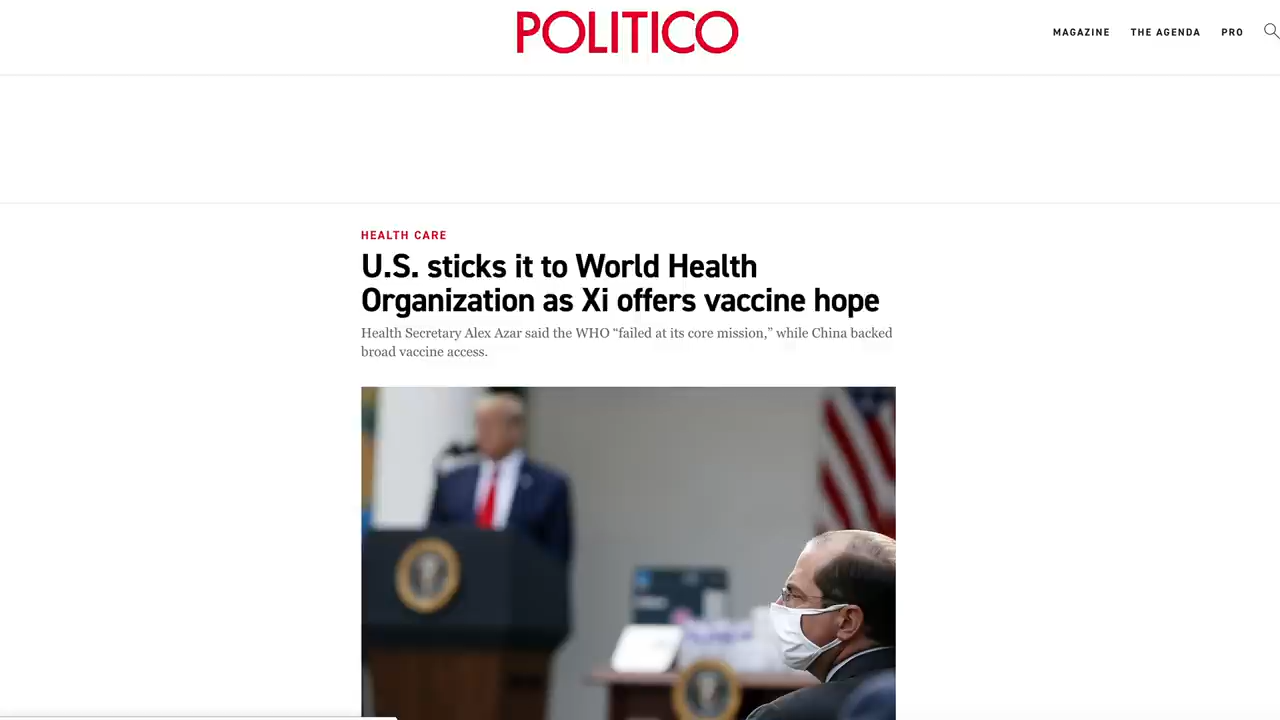 POLITICO
MAGAZINE THE AGENDA PRO
HEALTH CARE
U.S. sticks it to World Health
Organization as Xi offers vaccine hope
Health Secretary Alex Azar said the WHO “failed at its core mission,” while China backed
broad vaccine access.